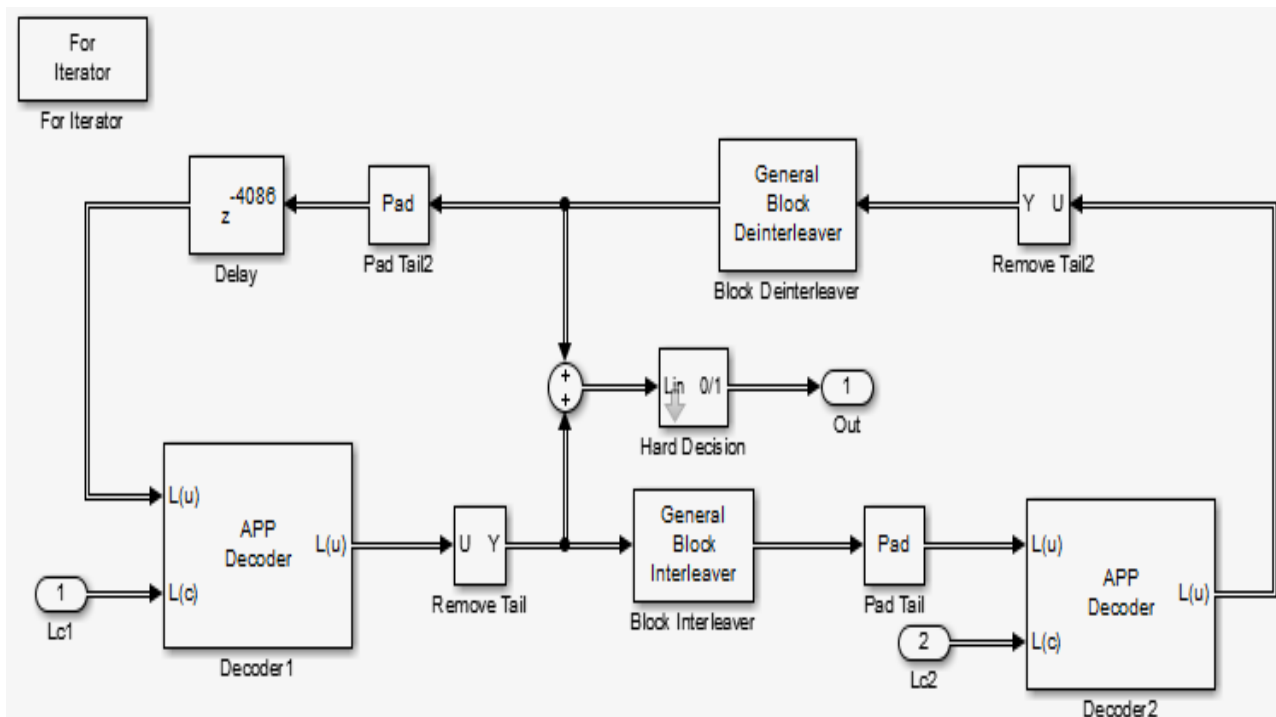 For
Iterator
For Iterator
-4086
z
Delay
Pad
Pad Tail2
General
Block
Deinterleaver
Block Deinterleaver
Y U
Remove Tail2
+
+
Lin 0/1
Hard Decision
1
Out
L(u)
L(c)
APP
Decoder
L(u)
Decoder1
1
Lc1
U Y
Remove Tail
General
Block
Interleaver
Block Interleaver
Pad
Pad Tail
2
Lc2
L(u)
L(c)
APP
Decoder
L(u)
Decoder2